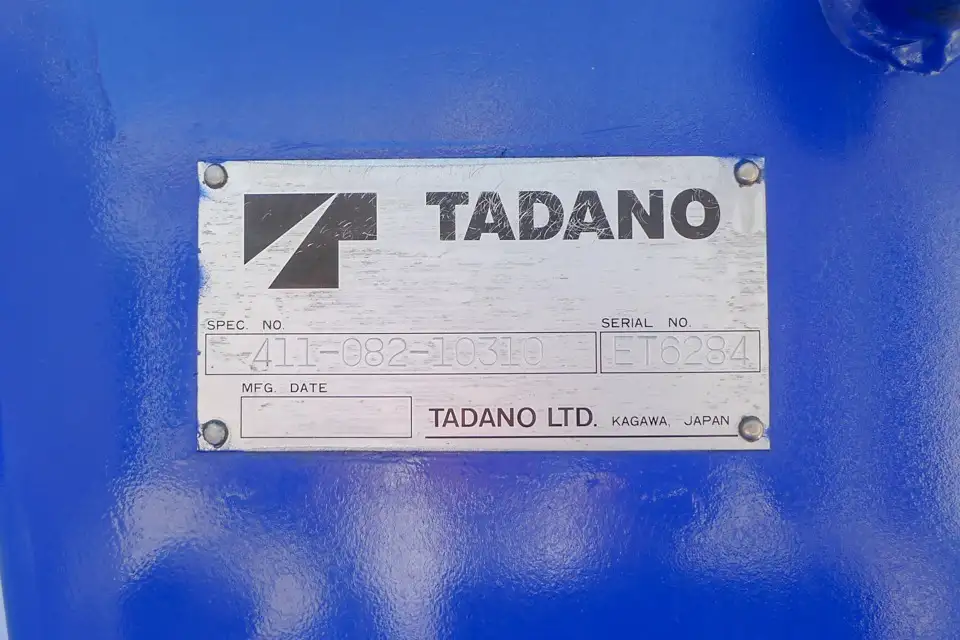 TADANO
SPEC. NO.
411-082-10310
SERIAL NO.
ET6284
MFG. DATE
TADANO LTD. KAGAWA, JAPAN